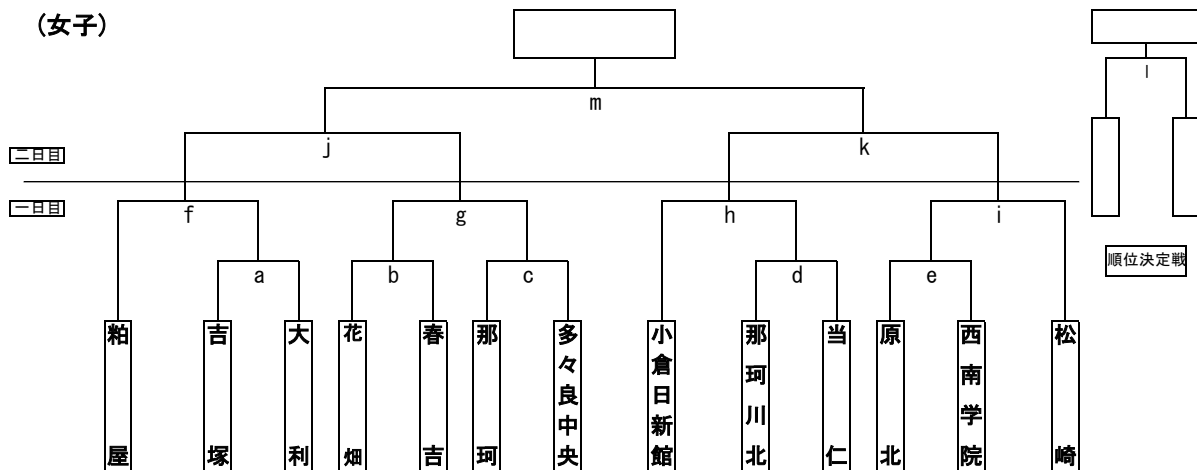 (女子)
l
m
j
k
二日目
一日目
f
g
h
i
順位決定戦
a
b
c
d
e
粕屋
吉塚
大利
花畑
春吉
那珂
多々良中央
小倉日新館
那珂川北
当仁
原北
西南学院
松崎